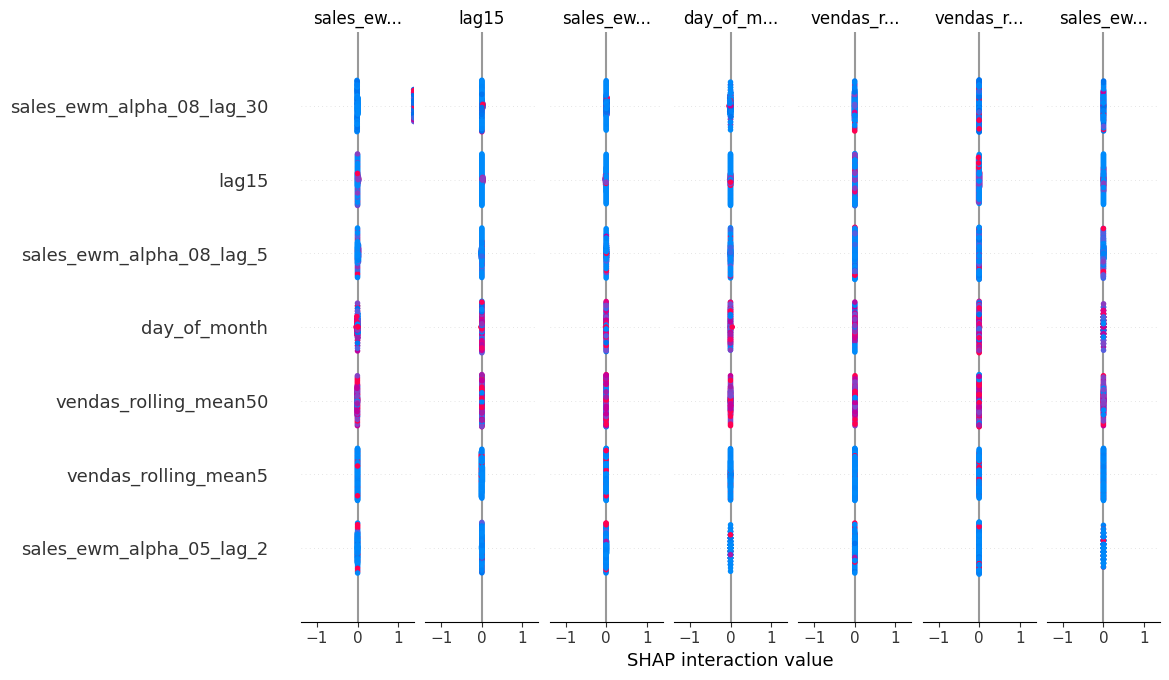 sales_ew... lag15 sales_ew... day_of_m... vendas_r... vendas_r... sales_ew...
sales_ewm_alpha_08_lag_30
lag15
sales_ewm_alpha_08_lag_5
day_of_month
vendas_rolling_mean50
vendas_rolling_mean5
sales_ewm_alpha_05_lag_2
−1 0 1 −1 0 1 −1 0 1 −1 0 1 −1 0 1 −1 0 1 −1 0 1
SHAP interaction value